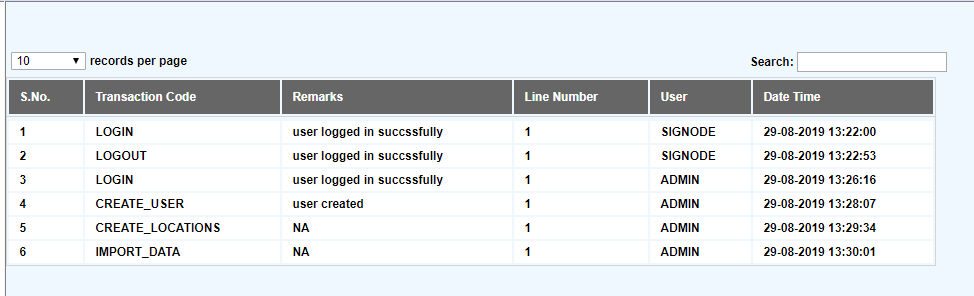 10 records per page Search:
S.No. Transaction Code Remarks Line Number User Date Time
1 LOGIN user logged in succssfully 1 SIGNODE 29-08-2019 13:22:00
2 LOGOUT user logged in succssfully 1 SIGNODE 29-08-2019 13:22:53
3 LOGIN user logged in succssfully 1 ADMIN 29-08-2019 13:26:16
4 CREATE_USER user created 1 ADMIN 29-08-2019 13:28:07
5 CREATE_LOCATIONS NA 1 ADMIN 29-08-2019 13:29:34
6 IMPORT_DATA NA 1 ADMIN 29-08-2019 13:30:01